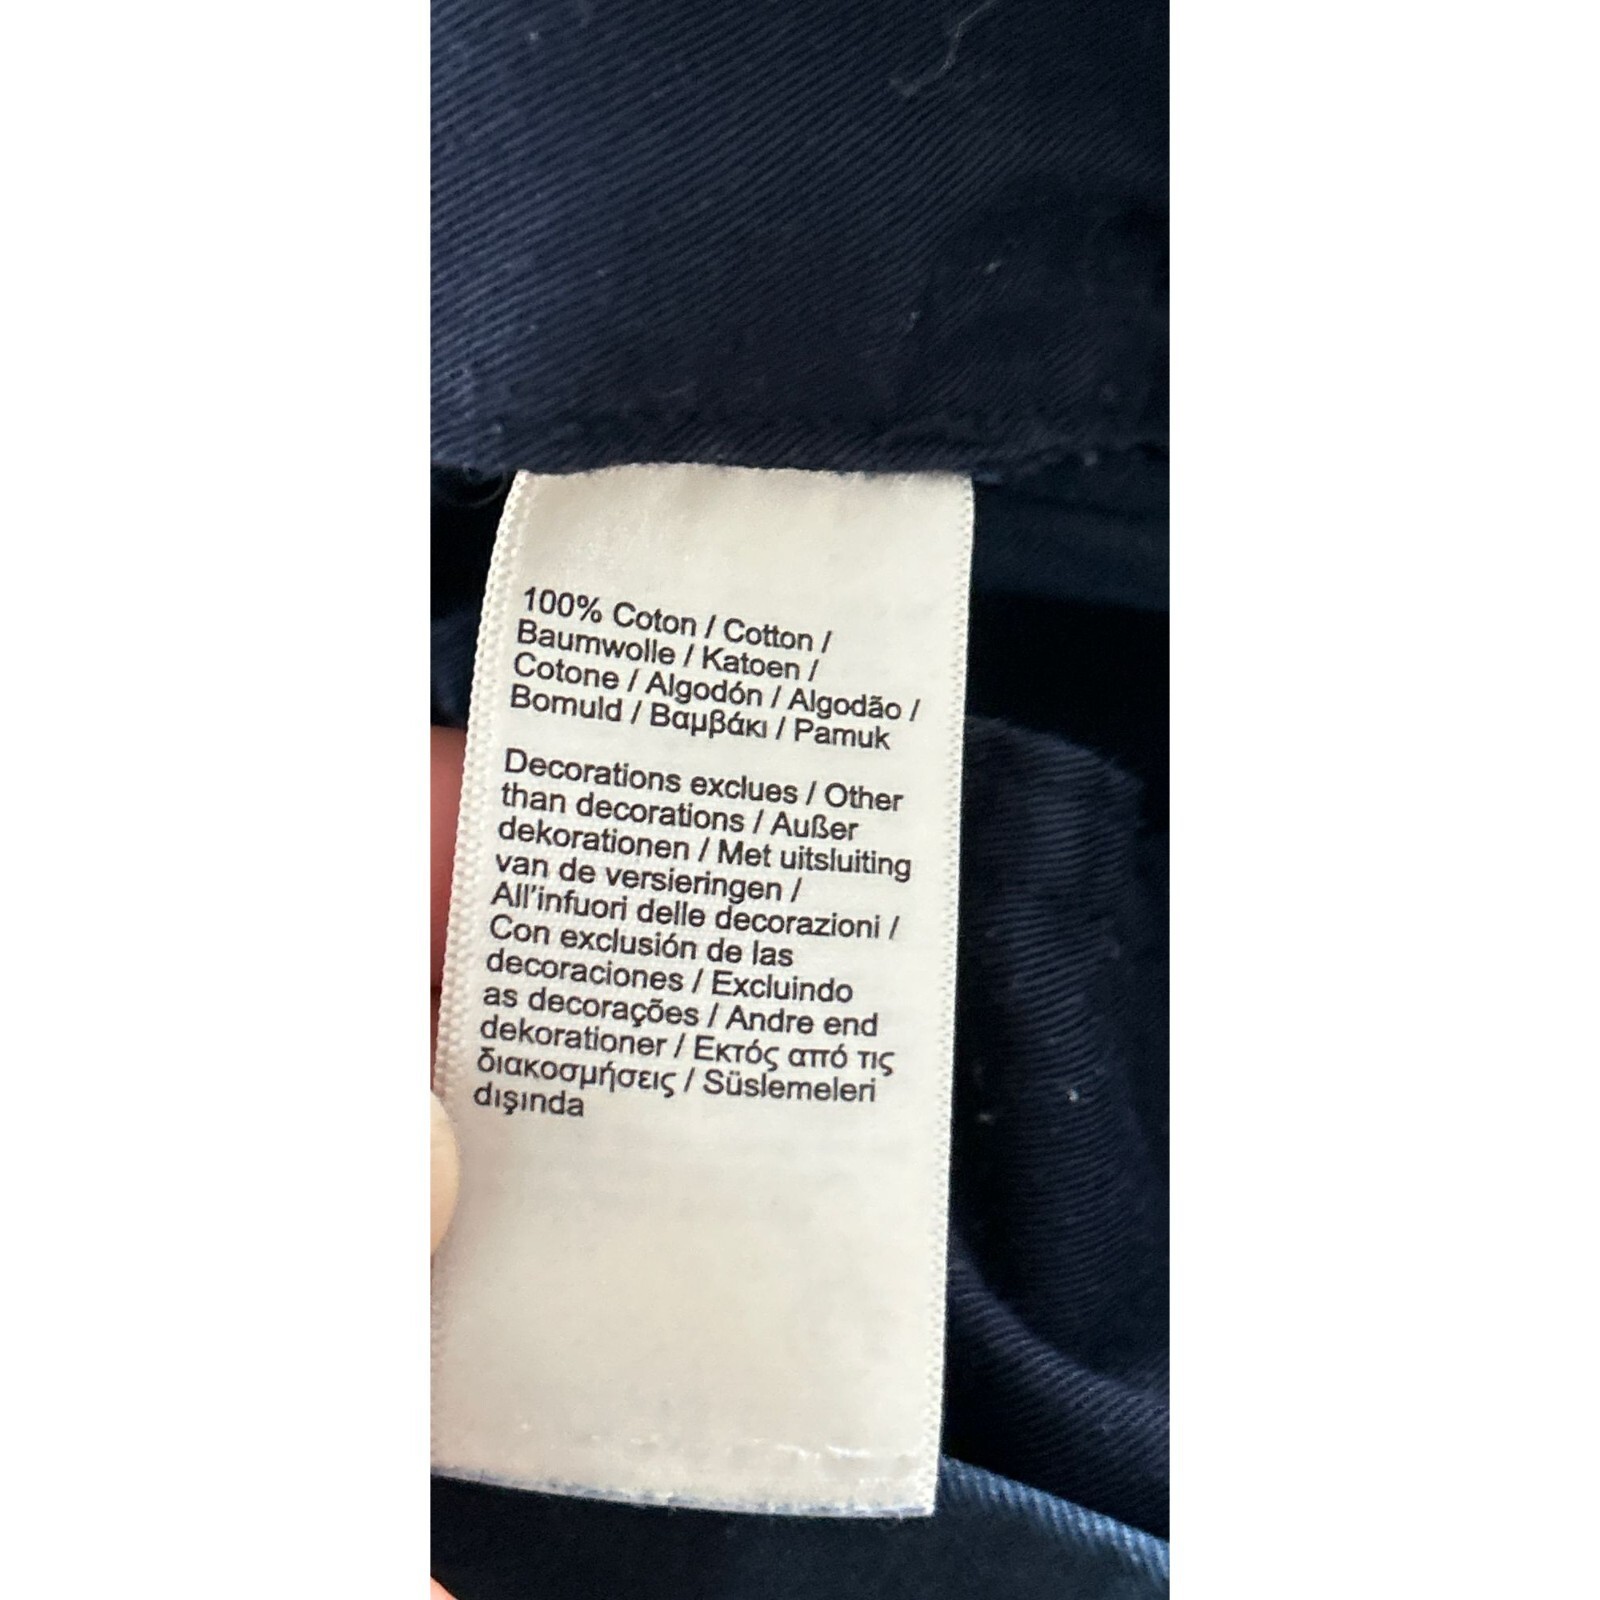 100% Coton / Cotton /
Baumwolle / Katoen /
Cotone / Algodón / Algodão /
Bomuld / Βαμβάκι / Pamuk
Decorations exclues / Other
than decorations / Außer
dekorationen / Met uitsluiting
van de versieringen /
All'infuori delle decorazioni /
Con exclusión de las
decoraciones / Excluindo
as decorações / Andre end
dekorationer / Εκτός από τις
διακοσμήσεις / Süslemeleri
dışında